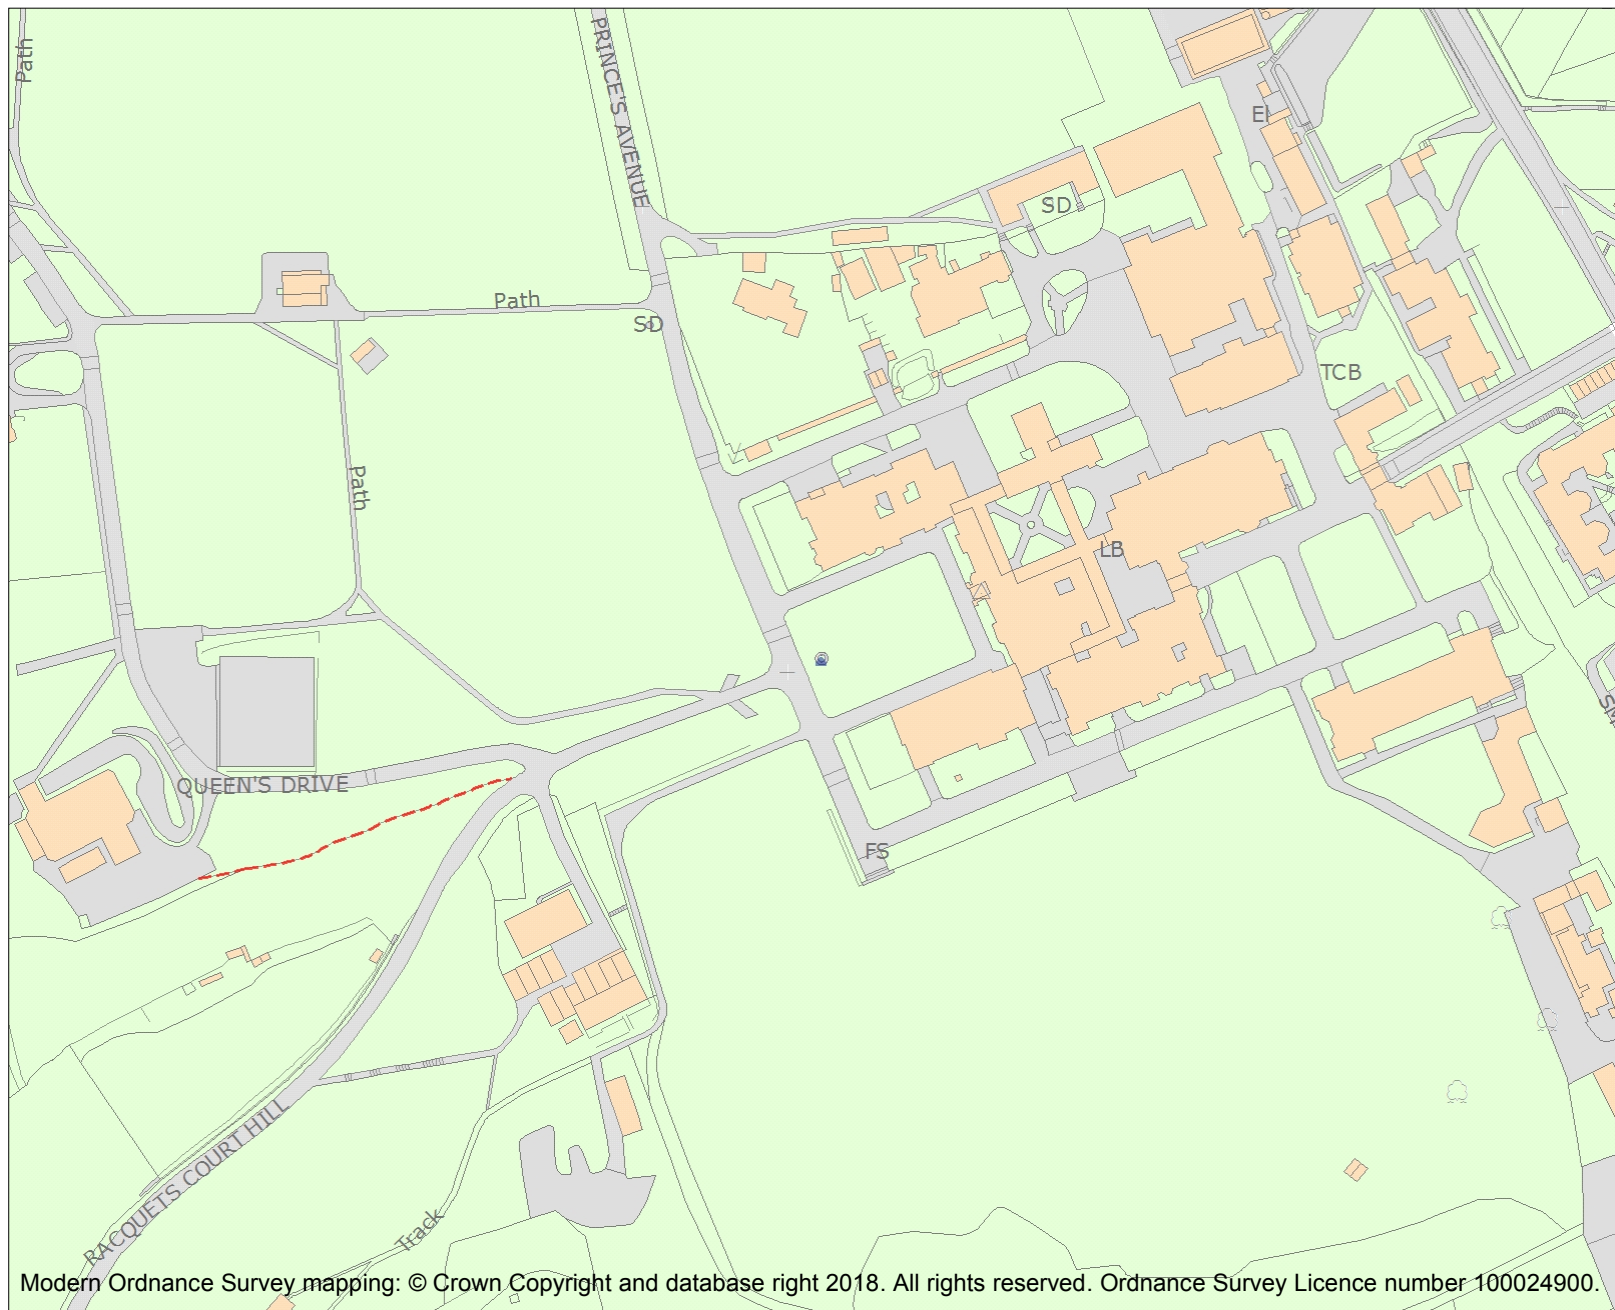 Path
PRINCE'S AVENUE
El
SD
Path
SD
TCB
Path
LB
QUEEN'S DRIVE
FS
RACQUETS COURT HILL
Track
Modern Ordnance Survey mapping: © Crown Copyright and database right 2018. All rights reserved. Ordnance Survey Licence number 100024900.